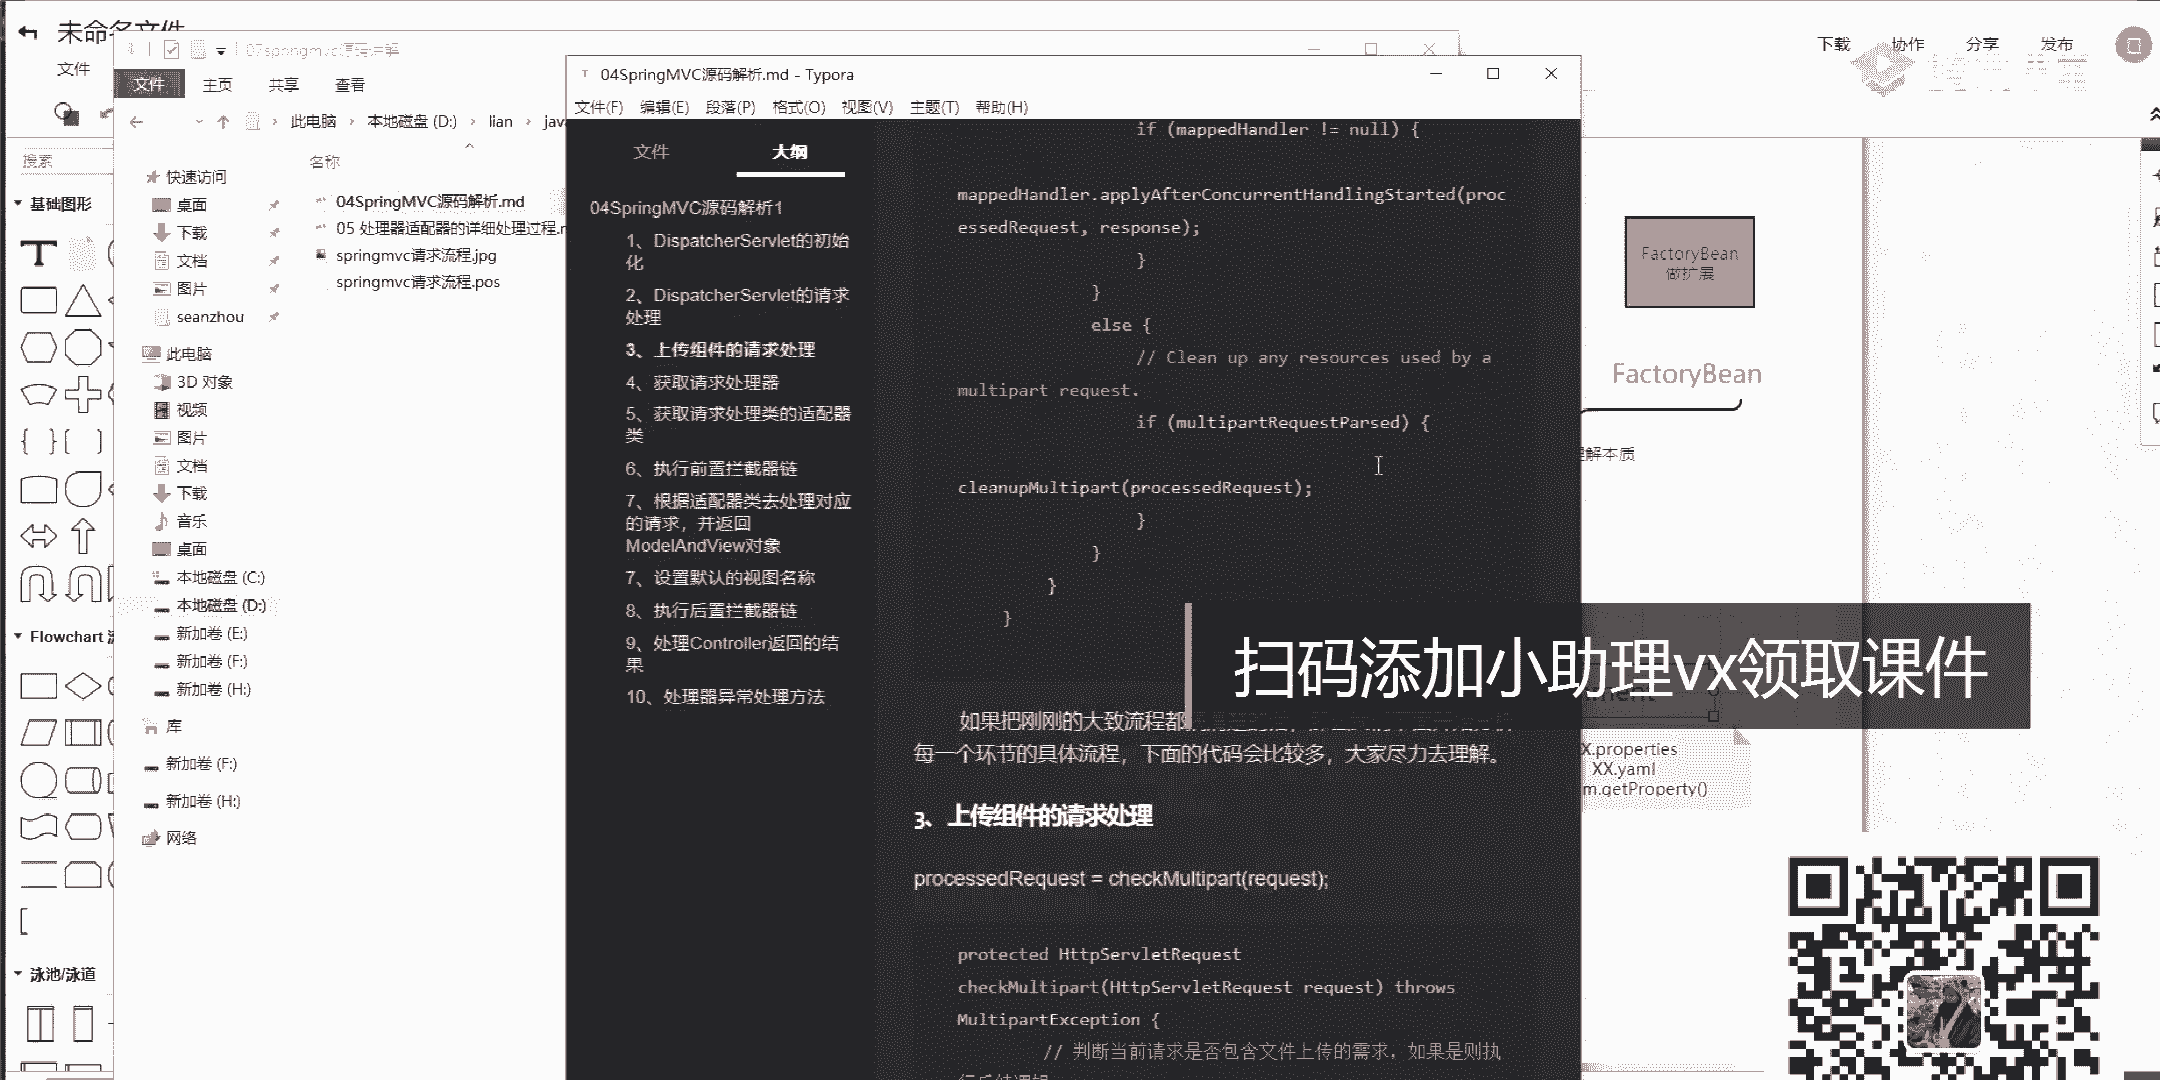 未命名文件
文件
下载
协作
分享
发布
搜索
基础图形
Flowchart
泳池/泳道
07springmvc源码讲解
文件
主页
共享
查看
此电脑
本地磁盘 (D:)
lian
名称
快速访问
桌面
下载
文档
图片
seanzhou
此电脑
3D 对象
视频
图片
文档
下载
音乐
桌面
本地磁盘 (C:)
本地磁盘 (D:)
新加卷 (E:)
新加卷 (F:)
新加卷 (H:)
库
新加卷 (F:)
新加卷 (H:)
网络
04SpringMVC源码解析.md
05 处理器适配器的详细处理过程.
springmvc请求流程.jpg
springmvc请求流程.pos
04SpringMVC源码解析.md - Typora
文件(F) 编辑(E) 段落(P) 格式(O) 视图(V) 主题(T) 帮助(H)
文件
大纲
04SpringMVC源码解析1
1、DispatcherServlet的初始
化
2、DispatcherServlet的请求
处理
3、上传组件的请求处理
4、获取请求处理器
5、获取请求处理类的适配器
类
6、执行前置拦截器链
7、根据适配器类去处理对应
的请求，并返回
ModelAndView对象
7、设置默认的视图名称
8、执行后置拦截器链
9、处理Controller返回的结
果
10、处理器异常处理方法
if (mappedHandler != null) {
mappedHandler.applyAfterConcurrentHandlingStarted(proc
essedRequest, response);
}
}
else {
// Clean up any resources used by a
multipart request.
if (multipartRequestParsed) {
cleanupMultipart(processedRequest);
}
}
}
}
如果把刚刚的大致流程都
每一个环节的具体流程，下面的代码会比较多，大家尽力去理解。
3、上传组件的请求处理
processedRequest = checkMultipart(request);
protected HttpServletRequest
checkMultipart(HttpServletRequest request) throws
MultipartException {
// 判断当前请求是否包含文件上传的需求，如果是则执
FactoryBean
做扩展
FactoryBean
理解本质
扫码添加小助理vx领取课件
X.properties
XX.yaml
m.getProperty()